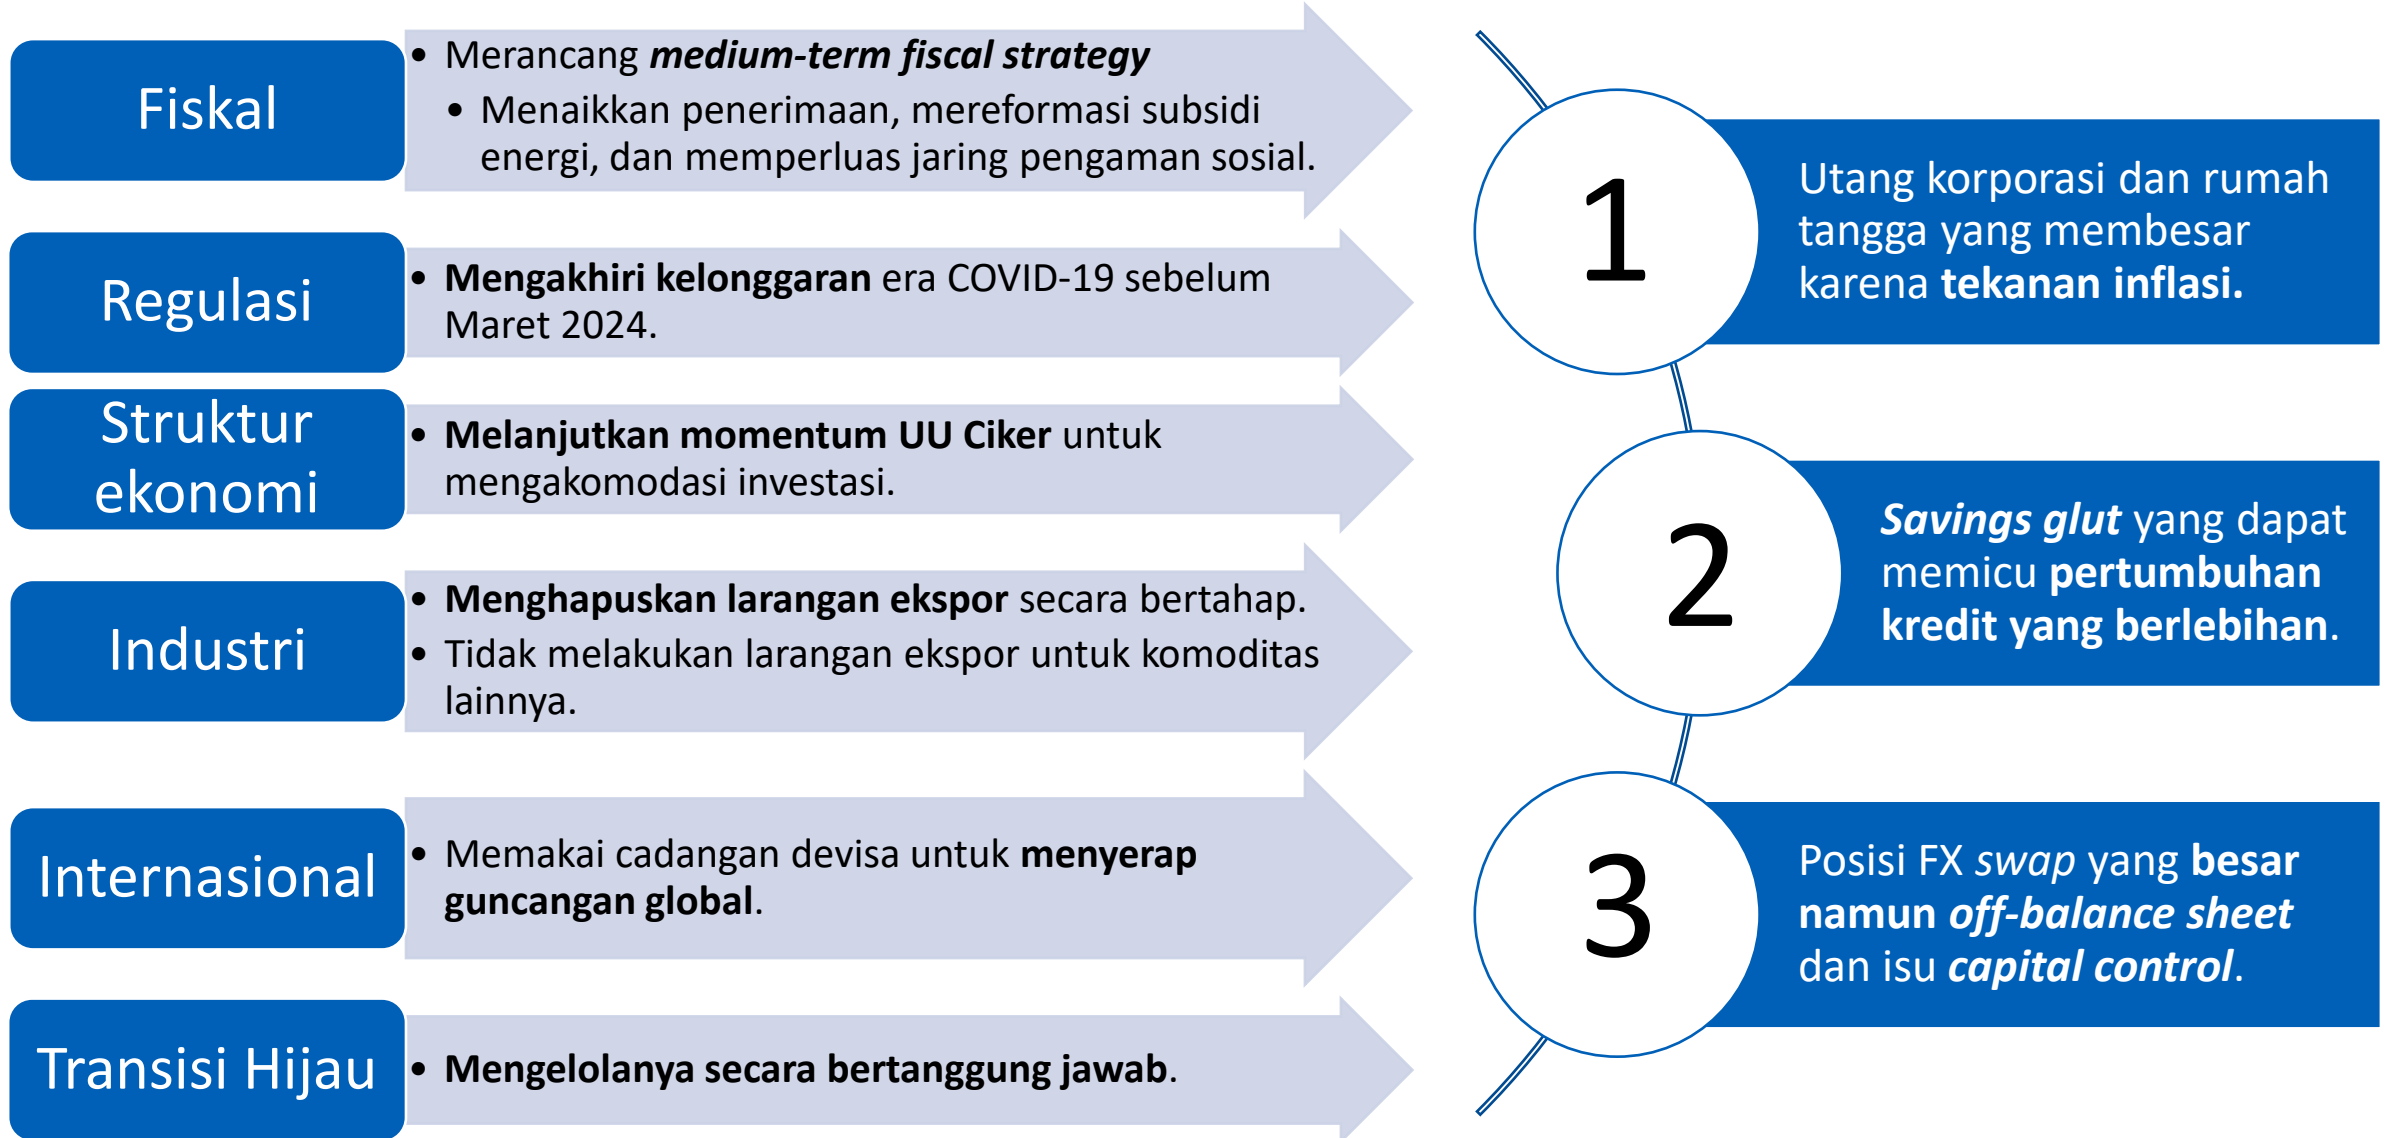 Fiskal
• Merancang medium-term fiscal strategy
• Menaikkan penerimaan, mereformasi subsidi
energi, dan memperluas jaring pengaman sosial.
Regulasi
• Mengakhiri kelonggaran era COVID-19 sebelum
Maret 2024.
Struktur
ekonomi
• Melanjutkan momentum UU Ciker untuk
mengakomodasi investasi.
Industri
• Menghapuskan larangan ekspor secara bertahap.
• Tidak melakukan larangan ekspor untuk komoditas
lainnya.
Internasional
• Memakai cadangan devisa untuk menyerap
guncangan global.
Transisi Hijau
• Mengelolanya secara bertanggung jawab.
1
Utang korporasi dan rumah
tangga yang membesar
karena tekanan inflasi.
2
Savings glut yang dapat
memicu pertumbuhan
kredit yang berlebihan.
3
Posisi FX swap yang besar
namun off-balance sheet
dan isu capital control.